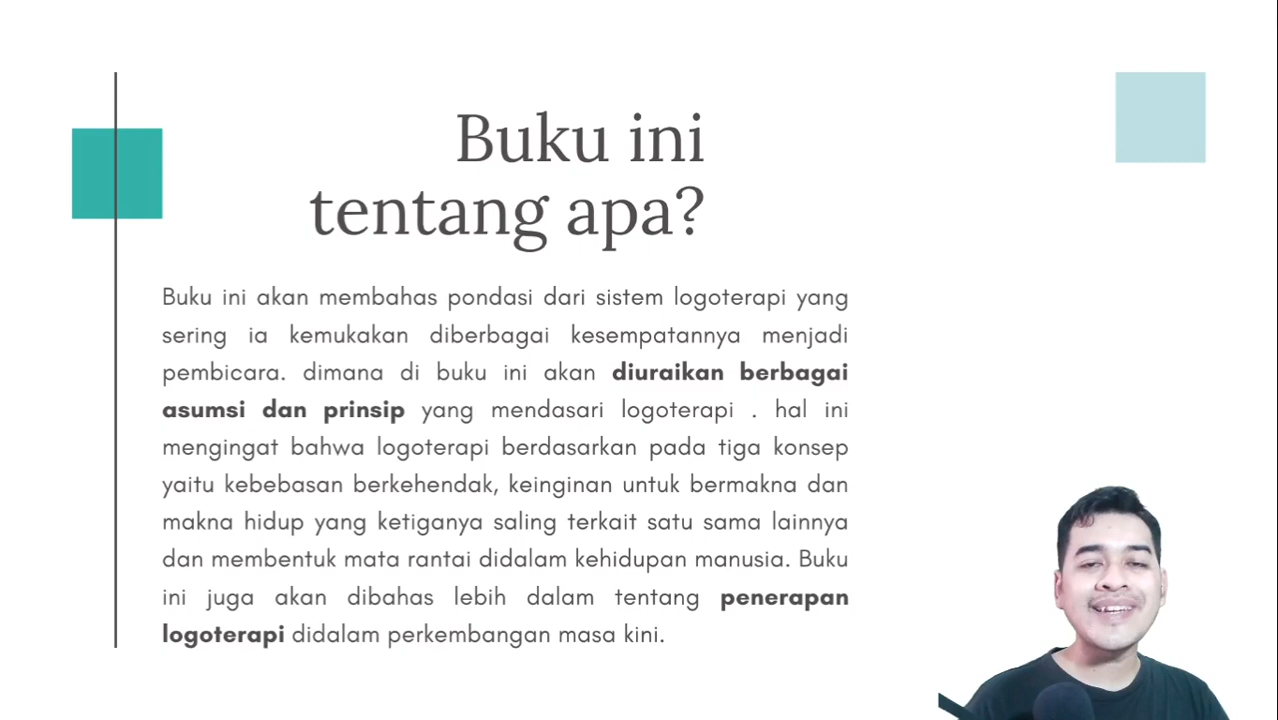 Buku ini
tentang apa?
Buku ini akan membahas pondasi dari sistem logoterapi yang
sering ia kemukakan diberbagai kesempatannya menjadi
pembicara. dimana di buku ini akan diuraikan berbagai
asumsi dan prinsip yang mendasari logoterapi . hal ini
mengingat bahwa logoterapi berdasarkan pada tiga konsep
yaitu kebebasan berkehendak, keinginan untuk bermakna dan
makna hidup yang ketiganya saling terkait satu sama lainnya
dan membentuk mata rantai didalam kehidupan manusia. Buku
ini juga akan dibahas lebih dalam tentang penerapan
logoterapi didalam perkembangan masa kini.